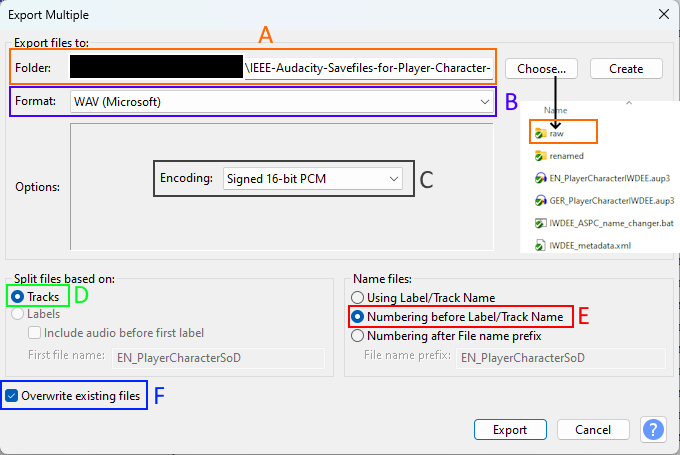 Export Multiple
Export files to:
A
Folder:
\IEEE-Audacity-Savefiles-for-Player-Character-
Choose...
Create
Format:
WAV (Microsoft)
B
Name
raw
renamed
EN_PlayerCharacterIWDEE.aup3
GER_PlayerCharacterIWDEE.aup3
IWDEE_ASPC_name_changer.bat
IWDEE_metadata.xml
Options:
Encoding:
Signed 16-bit PCM
C
Split files based on:
Tracks
D
Labels
Include audio before first label
First file name:
EN_PlayerCharacterSoD
Name files:
Using Label/Track Name
Numbering before Label/Track Name
E
Numbering after File name prefix
File name prefix:
EN_PlayerCharacterSoD
Overwrite existing files
F
Export
Cancel
?